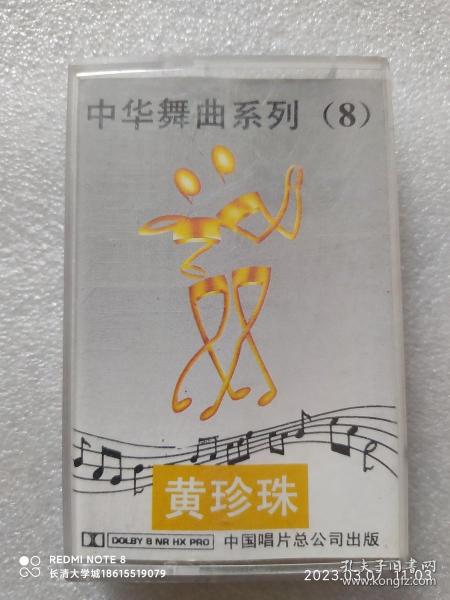 中华舞曲系列（8）
黄珍珠
DOLBY B NR HX PRO 中国唱片总公司出版
REDMI NOTE 8
长清大学城18615519079
2023.03.07 11:03
孔夫子旧书网